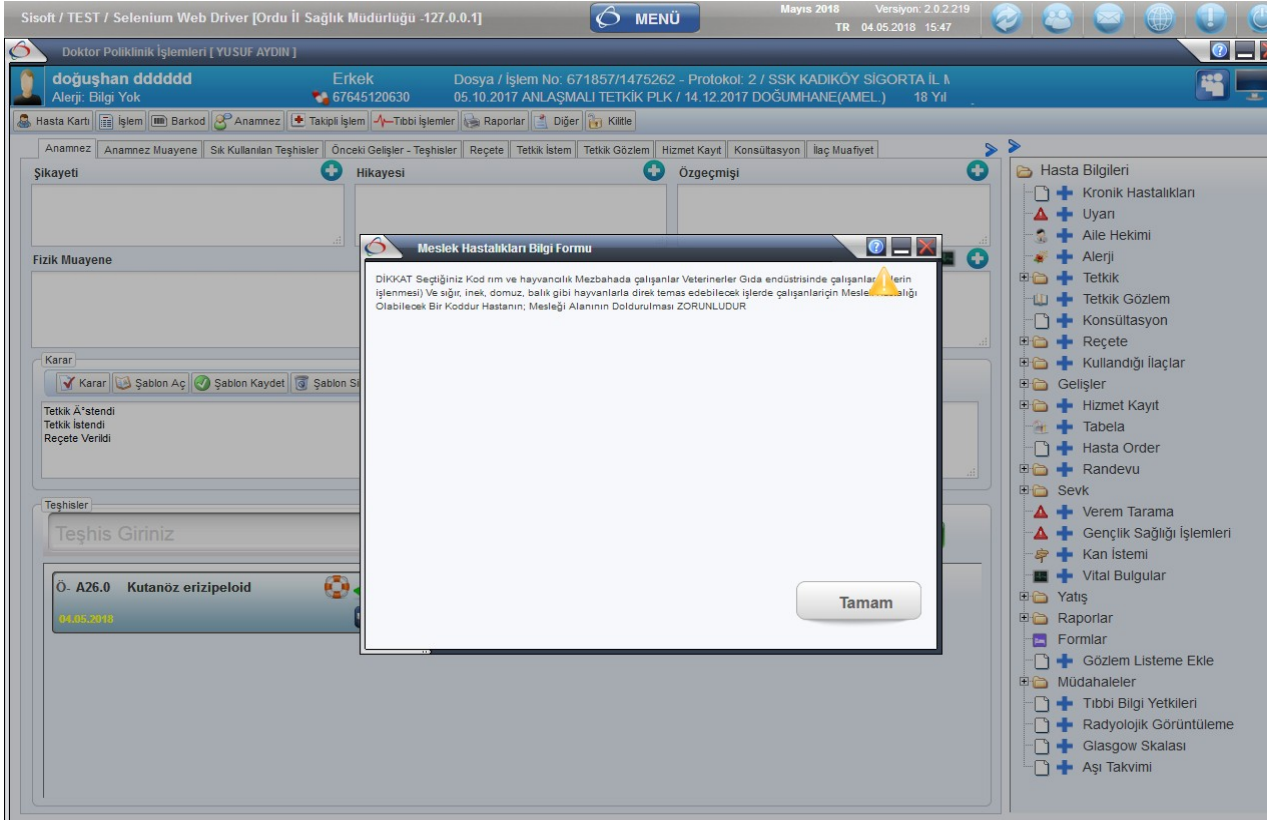 Sisoft / TEST / Selenium Web Driver [Ordu İl Sağlık Müdürlüğü -127.0.0.1]
MENÜ
Mayıs 2018 Versiyon: 2.0.2.219
TR 04.05.2018 15:47
Doktor Poliklinik İşlemleri [ YUSUF AYDIN ]
doğuşhan dddddd Erkek Dosya / İşlem No: 671857/1475262 - Protokol: 2 / SSK KADIKÖY SİGORTA İL M
Alerji: Bilgi Yok 67645120630 05.10.2017 ANLAŞMALI TETKİK PLK / 14.12.2017 DOĞUMHANE(AMEL.) 18 Yıl
Hasta Kartı İşlem Barkod Anamnez Takipli İşlem Tıbbi İşlemler Raporlar Diğer Kilitle
Anamnez Anamnez Muayene Sık Kullanılan Teşhisler Önceki Gelişler - Teşhisler Reçete Tetkik İstem Tetkik Gözlem Hizmet Kayıt Konsültasyon İlaç Muafiyet
Şikayeti Hikayesi Özgeçmişi
Fizik Muayene
Meslek Hastalıkları Bilgi Formu
DİKKAT Seçtiğiniz Kod rım ve hayvancılık Mezbahada çalışanlar Veterinerler Gıda endüstrisinde çalışanlar
işlenmesi) Ve sığır, inek, domuz, balık gibi hayvanlarla direk temas edebilecek işlerde çalışanlariçin
Olabilecek Bir Koddur Hastanın; Mesleği Alanının Doldurulması ZORUNLUDUR
Tamam
Karar
Karar Şablon Aç Şablon Kaydet Şablon Si
Tetkik Ä°stendi
Tetkik İstendi
Reçete Verildi
Teşhisler
Teşhis Giriniz
Ö- A26.0 Kutanöz erizipeloid
04.05.2018
Hasta Bilgileri
Kronik Hastalıkları
Uyarı
Aile Hekimi
Alerji
Tetkik
Tetkik Gözlem
Konsültasyon
Reçete
Kullandığı İlaçlar
Gelişler
Hizmet Kayıt
Tabela
Hasta Order
Randevu
Sevk
Verem Tarama
Gençlik Sağlığı İşlemleri
Kan İstemi
Vital Bulgular
Yatış
Raporlar
Formlar
Gözlem Listeme Ekle
Müdahaleler
Tıbbi Bilgi Yetkileri
Radyolojik Görüntüleme
Glasgow Skalası
Aşı Takvimi